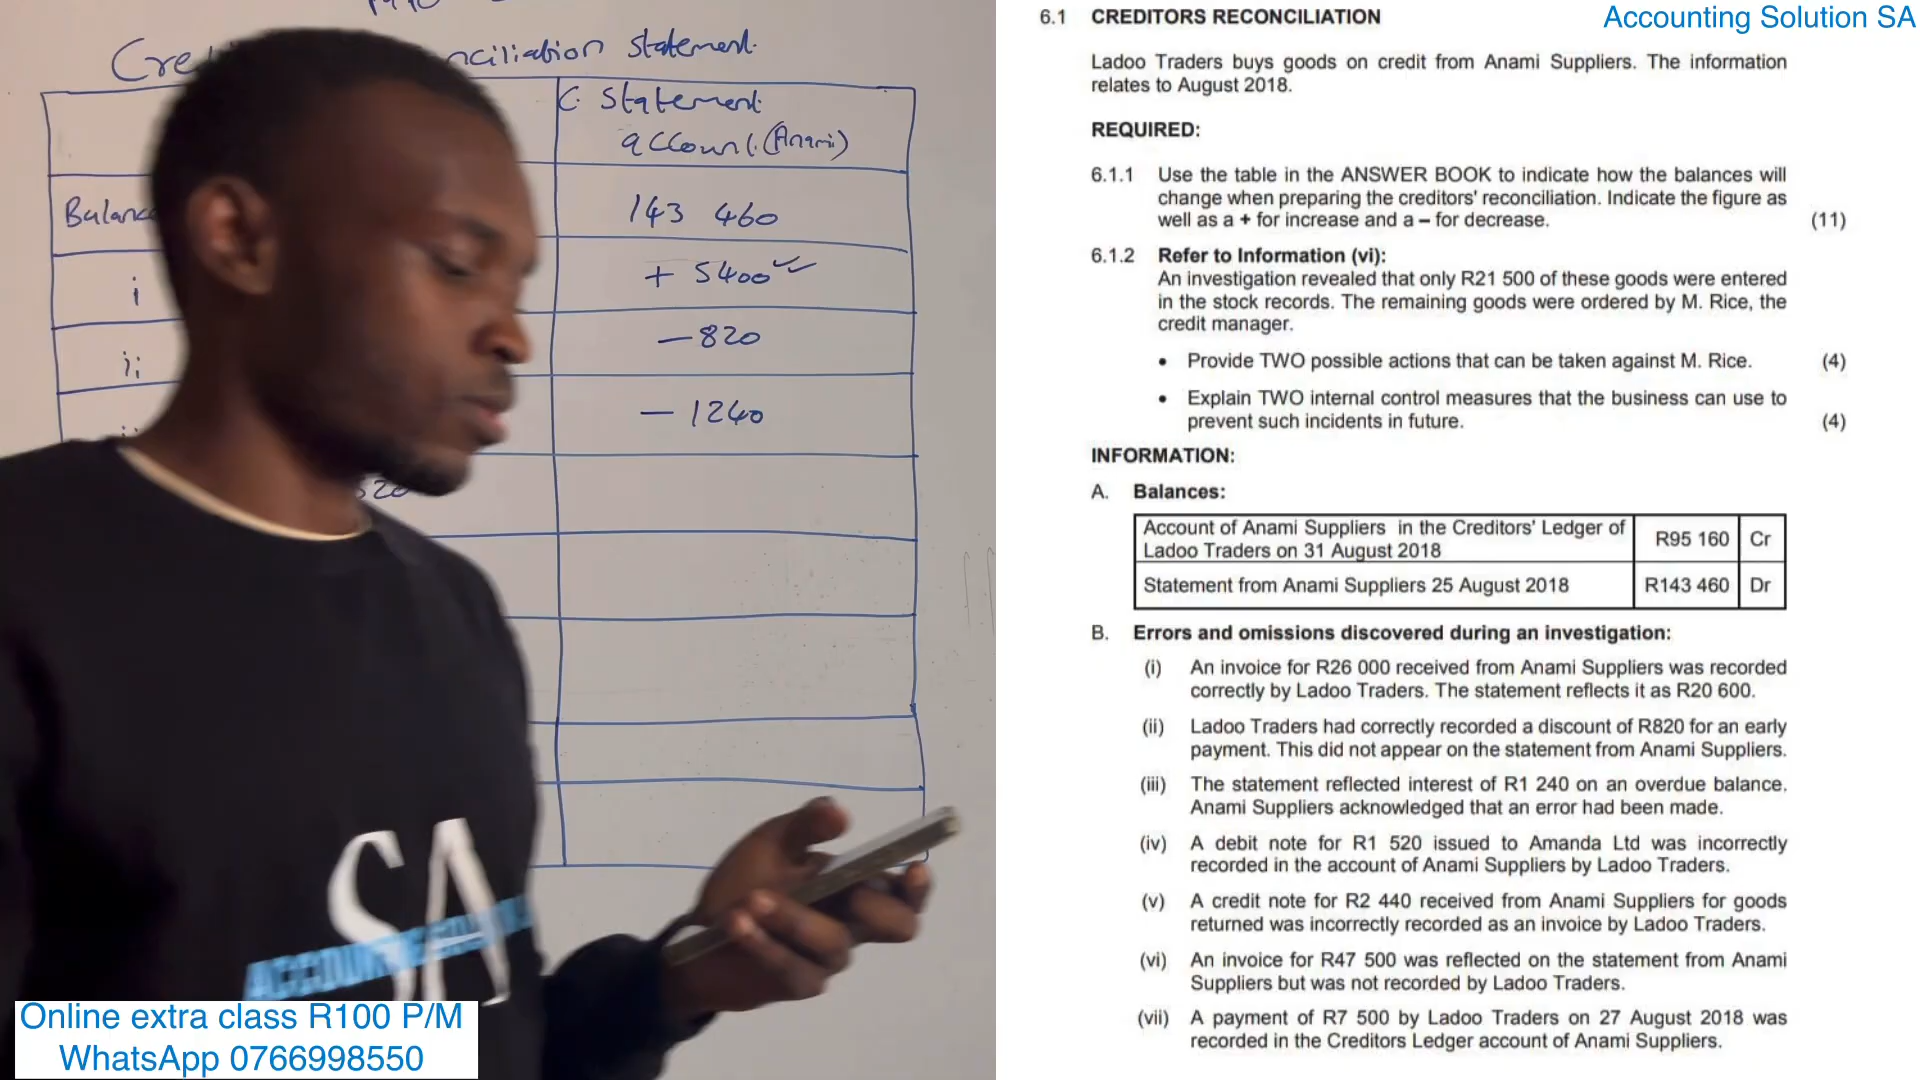 Reconciliation statement
C. Statement
account. (Anami)
Balance
143 460
i
+ 5400
ii
— 820
— 1240
520
SA
Online extra class R100 P/M
WhatsApp 0766998550
Accounting Solution SA
6.1 CREDITORS RECONCILIATION
Ladoo Traders buys goods on credit from Anami Suppliers. The information
relates to August 2018.
REQUIRED:
6.1.1 Use the table in the ANSWER BOOK to indicate how the balances will
change when preparing the creditors' reconciliation. Indicate the figure as
well as a + for increase and a – for decrease. (11)
6.1.2 Refer to Information (vi):
An investigation revealed that only R21 500 of these goods were entered
in the stock records. The remaining goods were ordered by M. Rice, the
credit manager.
• Provide TWO possible actions that can be taken against M. Rice. (4)
• Explain TWO internal control measures that the business can use to
prevent such incidents in future. (4)
INFORMATION:
A. Balances:
Account of Anami Suppliers in the Creditors' Ledger of
Ladoo Traders on 31 August 2018 R95 160 Cr
Statement from Anami Suppliers 25 August 2018 R143 460 Dr
B. Errors and omissions discovered during an investigation:
(i) An invoice for R26 000 received from Anami Suppliers was recorded
correctly by Ladoo Traders. The statement reflects it as R20 600.
(ii) Ladoo Traders had correctly recorded a discount of R820 for an early
payment. This did not appear on the statement from Anami Suppliers.
(iii) The statement reflected interest of R1 240 on an overdue balance.
Anami Suppliers acknowledged that an error had been made.
(iv) A debit note for R1 520 issued to Amanda Ltd was incorrectly
recorded in the account of Anami Suppliers by Ladoo Traders.
(v) A credit note for R2 440 received from Anami Suppliers for goods
returned was incorrectly recorded as an invoice by Ladoo Traders.
(vi) An invoice for R47 500 was reflected on the statement from Anami
Suppliers but was not recorded by Ladoo Traders.
(vii) A payment of R7 500 by Ladoo Traders on 27 August 2018 was
recorded in the Creditors Ledger account of Anami Suppliers.